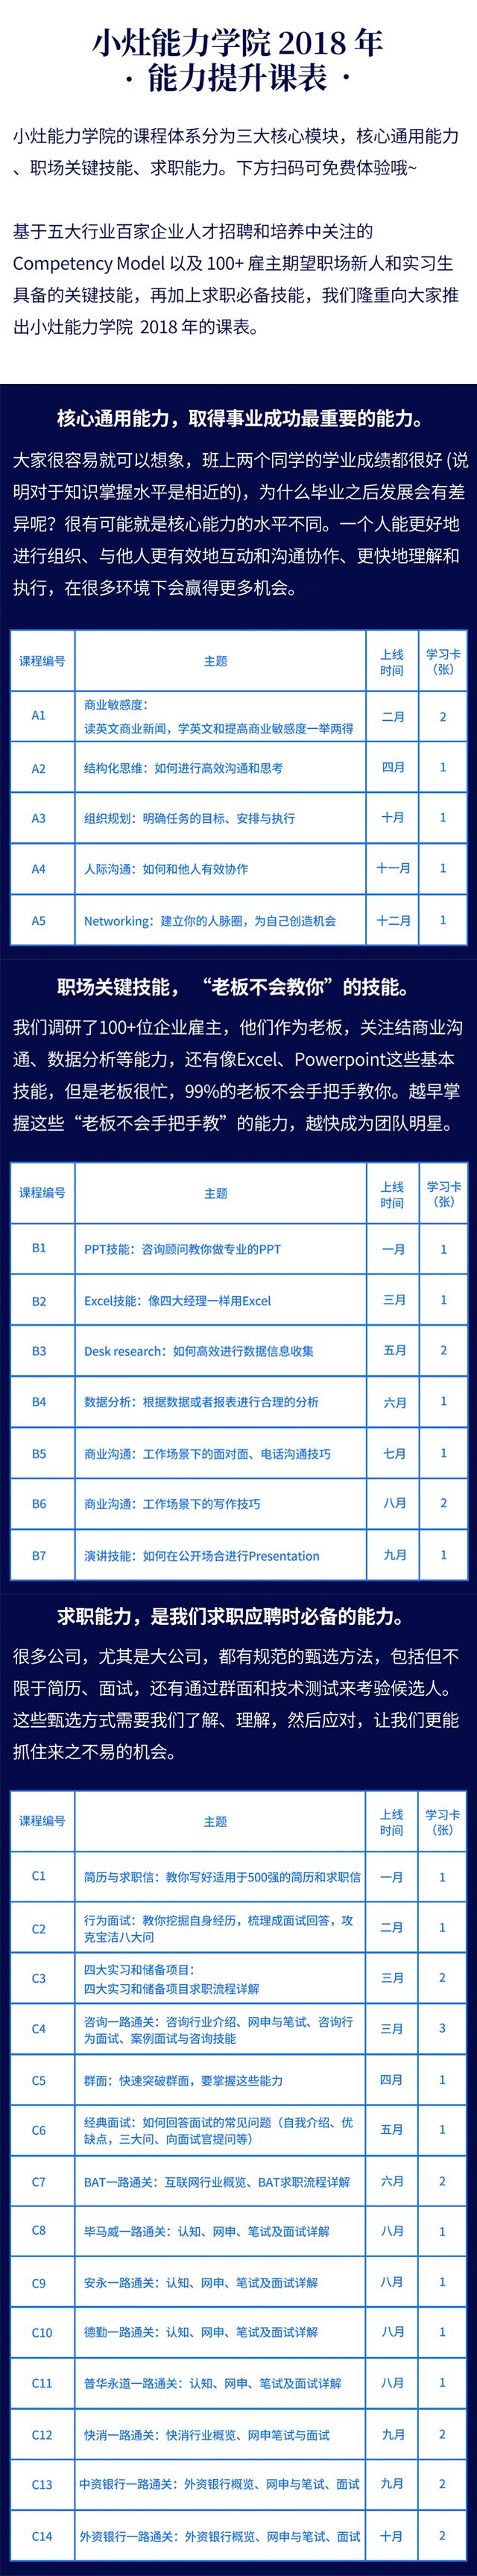 小灶能力学院 2018 年
· 能力提升课表 ·
小灶能力学院的课程体系分为三大核心模块，核心通用能力
、职场关键技能、求职能力。下方扫码可免费体验哦~
基于五大行业百家企业人才招聘和培养中关注的
Competency Model 以及 100+ 雇主期望职场新人和实习生
具备的关键技能，再加上求职必备技能，我们隆重向大家推
出小灶能力学院 2018 年的课表。
核心通用能力，取得事业成功最重要的能力。
大家很容易就可以想象，班上两个同学的学业成绩都很好 (说
明对于知识掌握水平是相近的)，为什么毕业之后发展会有差
异呢？很有可能就是核心能力的水平不同。一个人能更好地
进行组织、与他人更有效地互动和沟通协作、更快地理解和
执行，在很多环境下会赢得更多机会。
课程编号 主题 上线时间 学习卡（张）
A1 商业敏感度：
读英文商业新闻，学英文和提高商业敏感度一举两得 二月 2
A2 结构化思维：如何进行高效沟通和思考 四月 1
A3 组织规划：明确任务的目标、安排与执行 十月 1
A4 人际沟通：如何和他人有效协作 十一月 1
A5 Networking：建立你的人脉圈，为自己创造机会 十二月 1
职场关键技能，“老板不会教你”的技能。
我们调研了100+位企业雇主，他们作为老板，关注结商业沟
通、数据分析等能力，还有像Excel、Powerpoint这些基本
技能，但是老板很忙，99%的老板不会手把手教你。越早掌
握这些“老板不会手把手教”的能力，越快成为团队明星。
课程编号 主题 上线时间 学习卡（张）
B1 PPT技能：咨询顾问教你做专业的PPT 一月 1
B2 Excel技能：像四大经理一样用Excel 三月 1
B3 Desk research：如何高效进行数据信息收集 五月 2
B4 数据分析：根据数据或者报表进行合理的分析 六月 1
B5 商业沟通：工作场景下的面对面、电话沟通技巧 七月 1
B6 商业沟通：工作场景下的写作技巧 八月 2
B7 演讲技能：如何在公开场合进行Presentation 九月 1
求职能力，是我们求职应聘时必备的能力。
很多公司，尤其是大公司，都有规范的甄选方法，包括但不
限于简历、面试，还有通过群面和技术测试来考验候选人。
这些甄选方式需要我们了解、理解，然后应对，让我们更能
抓住来之不易的机会。
课程编号 主题 上线时间 学习卡（张）
C1 简历与求职信：教你写好适用于500强的简历和求职信 一月 1
C2 行为面试：教你挖掘自身经历，梳理成面试回答，攻
克宝洁八大问 二月 1
C3 四大实习和储备项目：
四大实习和储备项目求职流程详解 三月 2
C4 咨询一路通关：咨询行业介绍、网申与笔试、咨询行
为面试、案例面试与咨询技能 三月 3
C5 群面：快速突破群面，要掌握这些能力 四月 1
C6 经典面试：如何回答面试的常见问题（自我介绍、优
缺点，三大问、向面试官提问等） 五月 1
C7 BAT一路通关：互联网行业概览、BAT求职流程详解 六月 2
C8 毕马威一路通关：认知、网申、笔试及面试详解 八月 1
C9 安永一路通关：认知、网申、笔试及面试详解 八月 1
C10 德勤一路通关：认知、网申、笔试及面试详解 八月 1
C11 普华永道一路通关：认知、网申、笔试及面试详解 八月 1
C12 快消一路通关：快消行业概览、网申笔试与面试 九月 2
C13 中资银行一路通关：外资银行概览、网申与笔试、面试 九月 2
C14 外资银行一路通关：外资银行概览、网申与笔试、面试 十月 2